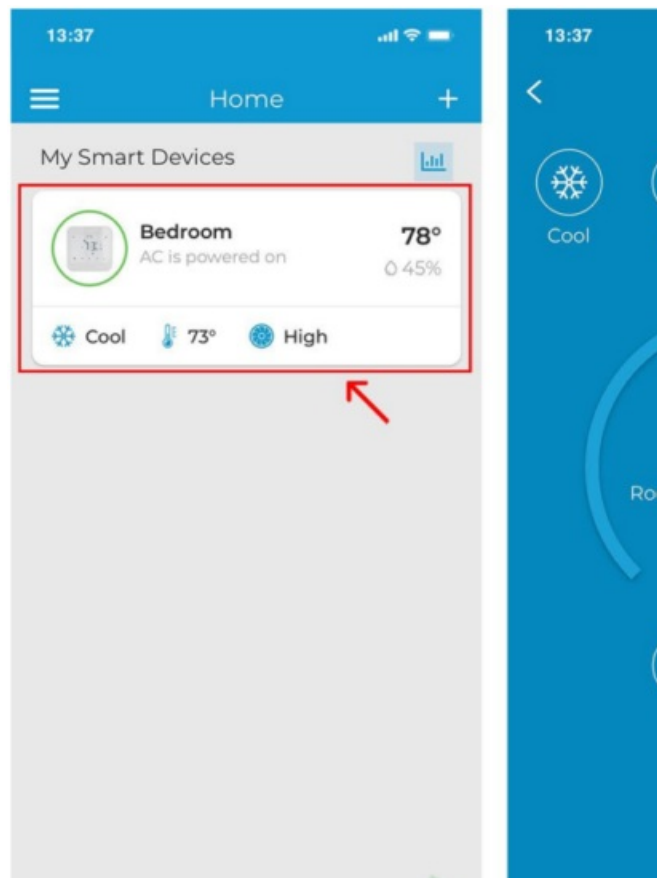 13:37
Home
My Smart Devices
Bedroom
78°
AC is powered on
45%
Cool
73°
High
13:37
Cool
Ro